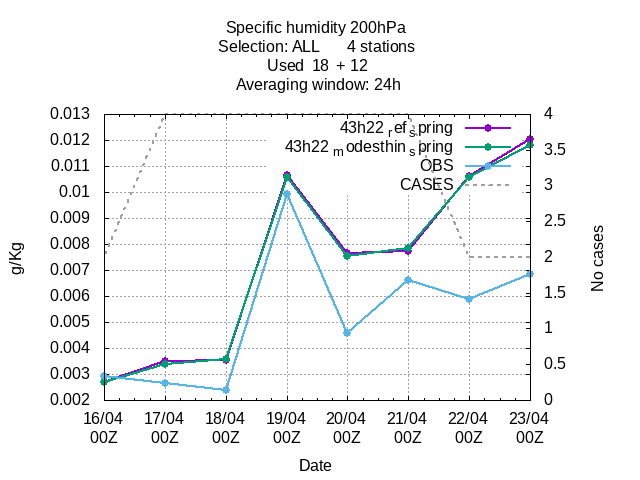 Specific humidity 200hPa
Selection: ALL 4 stations
Used 18 + 12
Averaging window: 24h
43h22 refspring
43h22 modesthinspring
OBS
CASES
0.013
0.012
0.011
0.01
0.009
0.008
0.007
0.006
0.005
0.004
0.003
0.002
g/Kg
4
3.5
3
2.5
2
1.5
1
0.5
0
No cases
16/04 17/04 18/04 19/04 20/04 21/04 22/04 23/04
00Z 00Z 00Z 00Z 00Z 00Z 00Z 00Z
Date